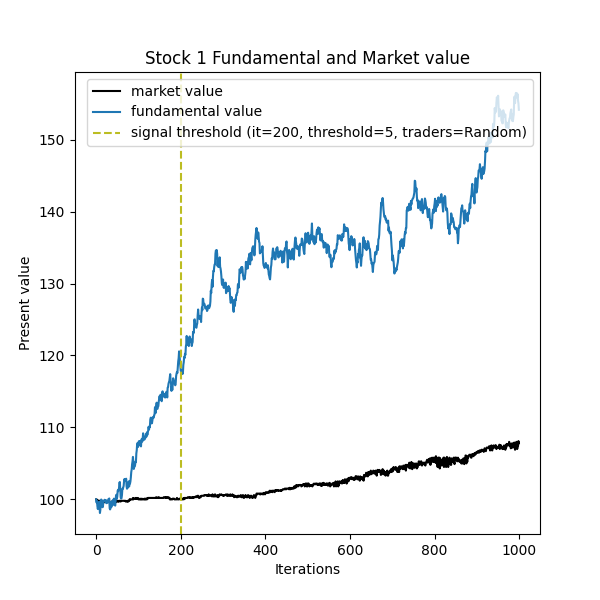 Stock 1 Fundamental and Market value
market value
fundamental value
signal threshold (it=200, threshold=5, traders=Random)
150
140
130
120
110
100
Present value
0 200 400 600 800 1000
Iterations